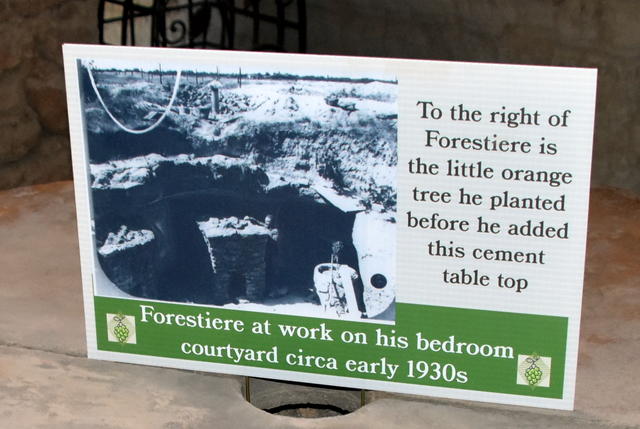 To the right of
Forestiere is
the little orange
tree he planted
before he added
this cement
table top
Forestiere at work on his bedroom
courtyard circa early 1930s